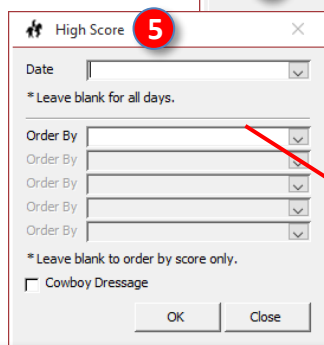 High Score 5
Date
* Leave blank for all days.
Order By
Order By
Order By
Order By
Order By
* Leave blank to order by score only.
Cowboy Dressage
OK Close